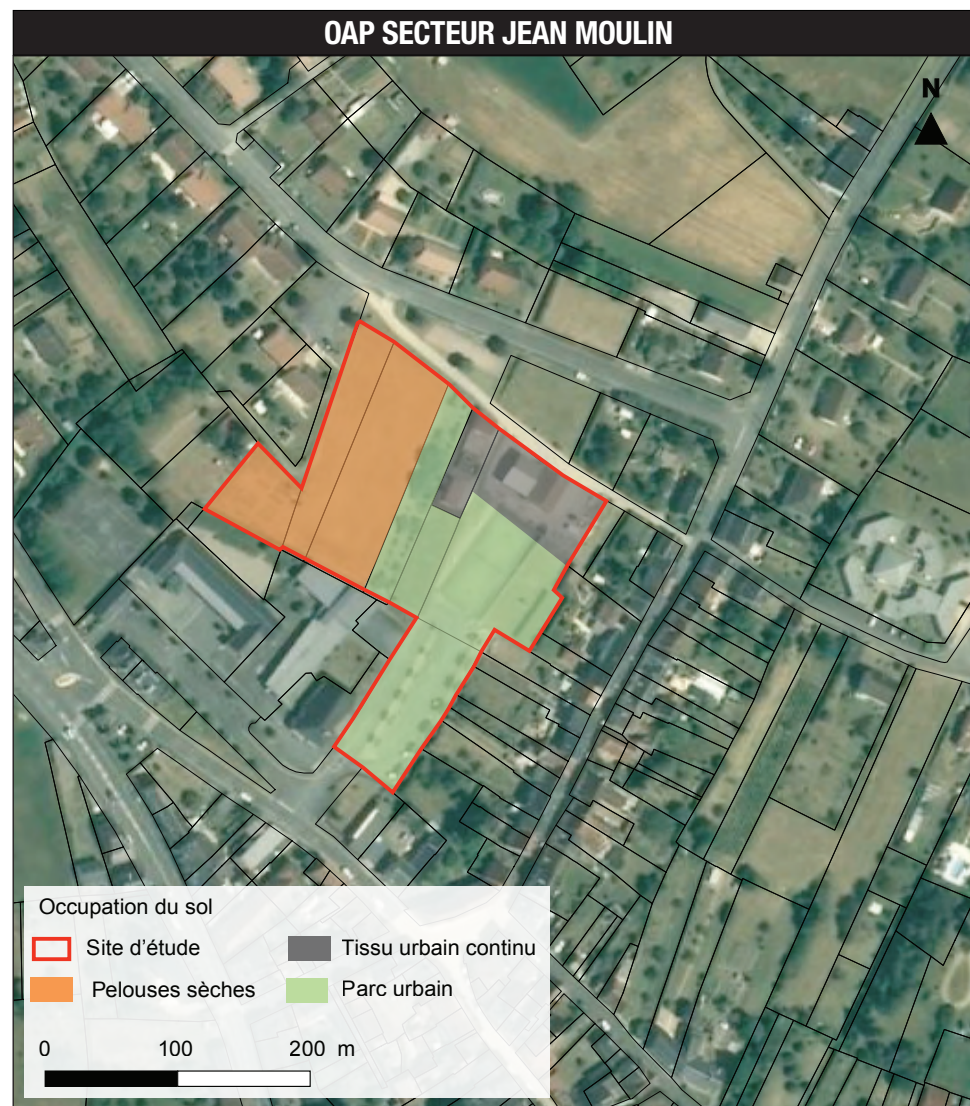 OAP SECTEUR JEAN MOULIN
N
Occupation du sol
Site d'étude
Tissu urbain continu
Pelouses sèches
Parc urbain
0 100 200 m